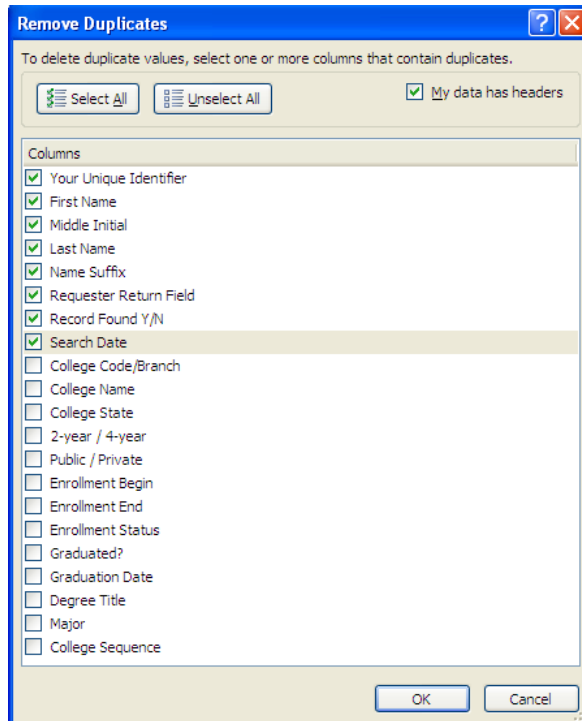 Remove Duplicates
To delete duplicate values, select one or more columns that contain duplicates.
Select All
Unselect All
My data has headers
Columns
Your Unique Identifier
First Name
Middle Initial
Last Name
Name Suffix
Requester Return Field
Record Found Y/N
Search Date
College Code/Branch
College Name
College State
2-year / 4-year
Public / Private
Enrollment Begin
Enrollment End
Enrollment Status
Graduated?
Graduation Date
Degree Title
Major
College Sequence
OK
Cancel